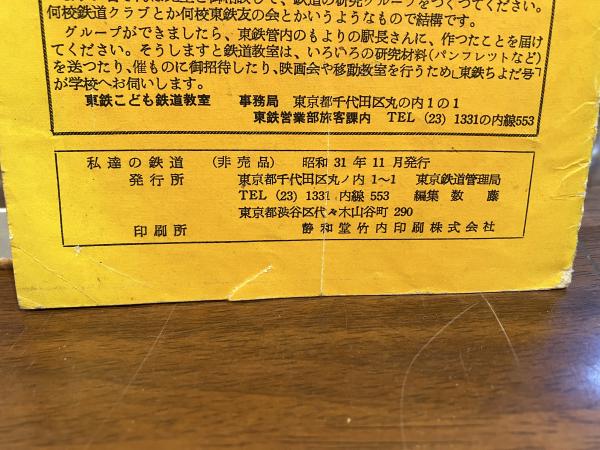 何校鉄道クラブとか何校東鉄友の会とかいうようなもので結構です。
グループができましたら、東鉄管内のもよりの駅長さんに、作つたことを届け
てください。そうしますと鉄道教室は、いろいろの研究材料(パンフレットなど)
を送つたり、催ものに御招待したり、映画会や移動教室を行うため「東鉄ちよだ号」
が学校へお伺いします。
東鉄こども鉄道教室 事務局 東京都千代田区丸の内1の1
東鉄営業部旅客課内 TEL (23) 1331の内線553
私達の鉄道 (非売品) 昭和31年11月発行
発行所 東京都千代田区丸ノ内1〜1 東京鉄道管理局
TEL (23) 1331 内線 553 編集 数藤
東京都渋谷区代々木山谷町 290
印刷所 静和堂竹内印刷株式会社